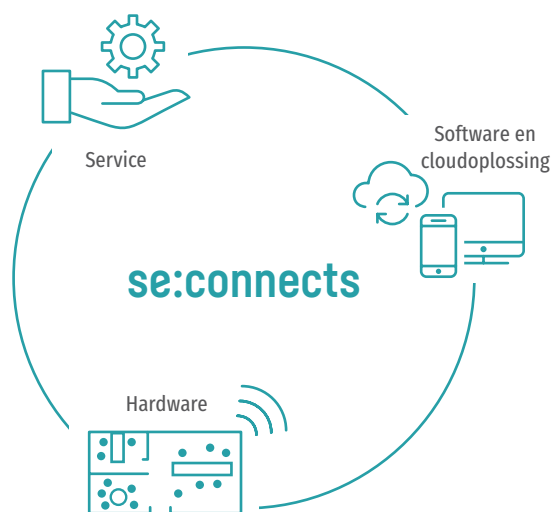 Service
Software en
cloudoplossing
se:connects
Hardware